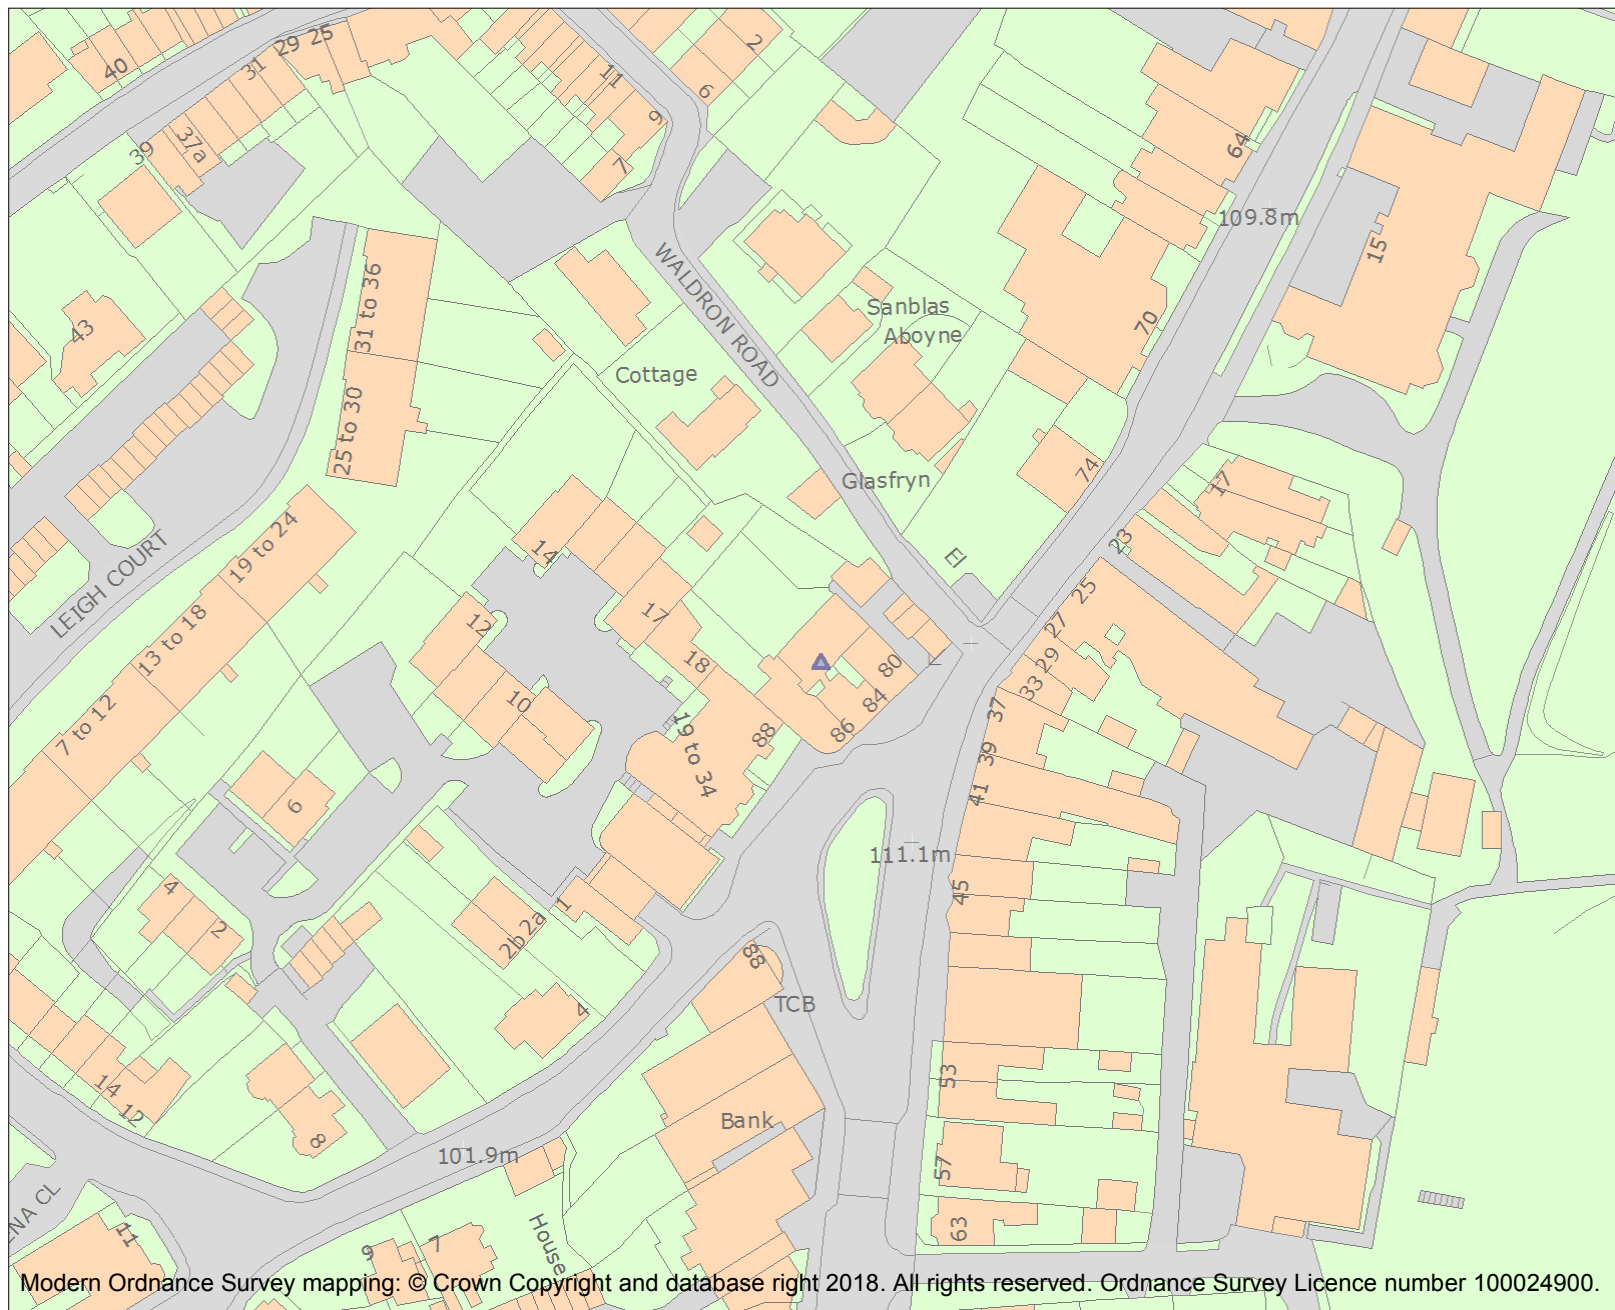 40
29
25
31
37a
39
11
9
7
2
6
64
109.8m
15
WALDRON ROAD
Sanblas
Aboyne
70
31 to 36
43
Cottage
25 to 30
Glasfryn
74
17
LEIGH COURT
19 to 24
14
El
23
25
13 to 18
12
17
27
18
80
29
33
7 to 12
10
84
37
86
88
39
19 to 34
41
6
111.1m
45
4
2
1
2a
2b
88
4
TCB
53
14
12
Bank
8
101.9m
57
ENA CL
11
House
9
7
63
Modern Ordnance Survey mapping: © Crown Copyright and database right 2018. All rights reserved. Ordnance Survey Licence number 100024900.